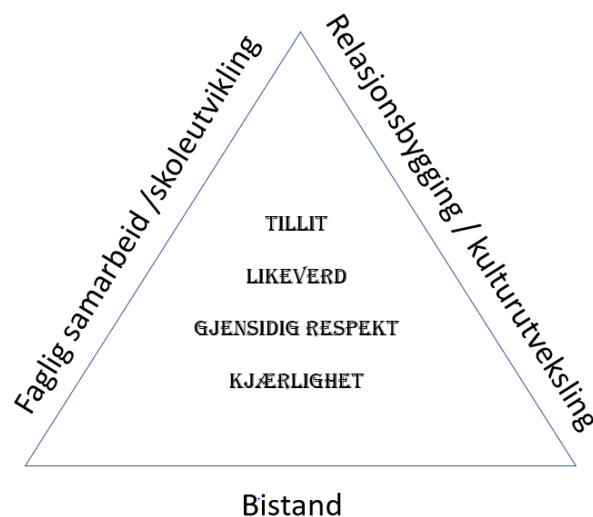 Faglig samarbeid /skoleutvikling
Relasjonsbygging / kulturutveksling
TILLIT
LIKEVERD
GJENSIDIG RESPEKT
KJÆRLIGHET
Bistand